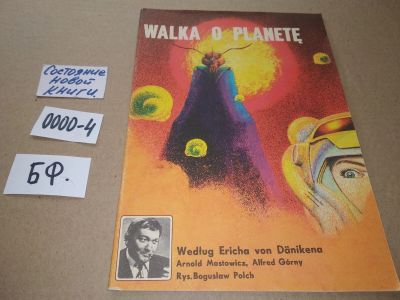 Состояние
новой
книги.
0000-4
БФ.
WALKA O PLANETĘ
Według Ericha von Dänikena
Arnold Mostowicz, Alfred Górny
Rys. Bogusław Polch